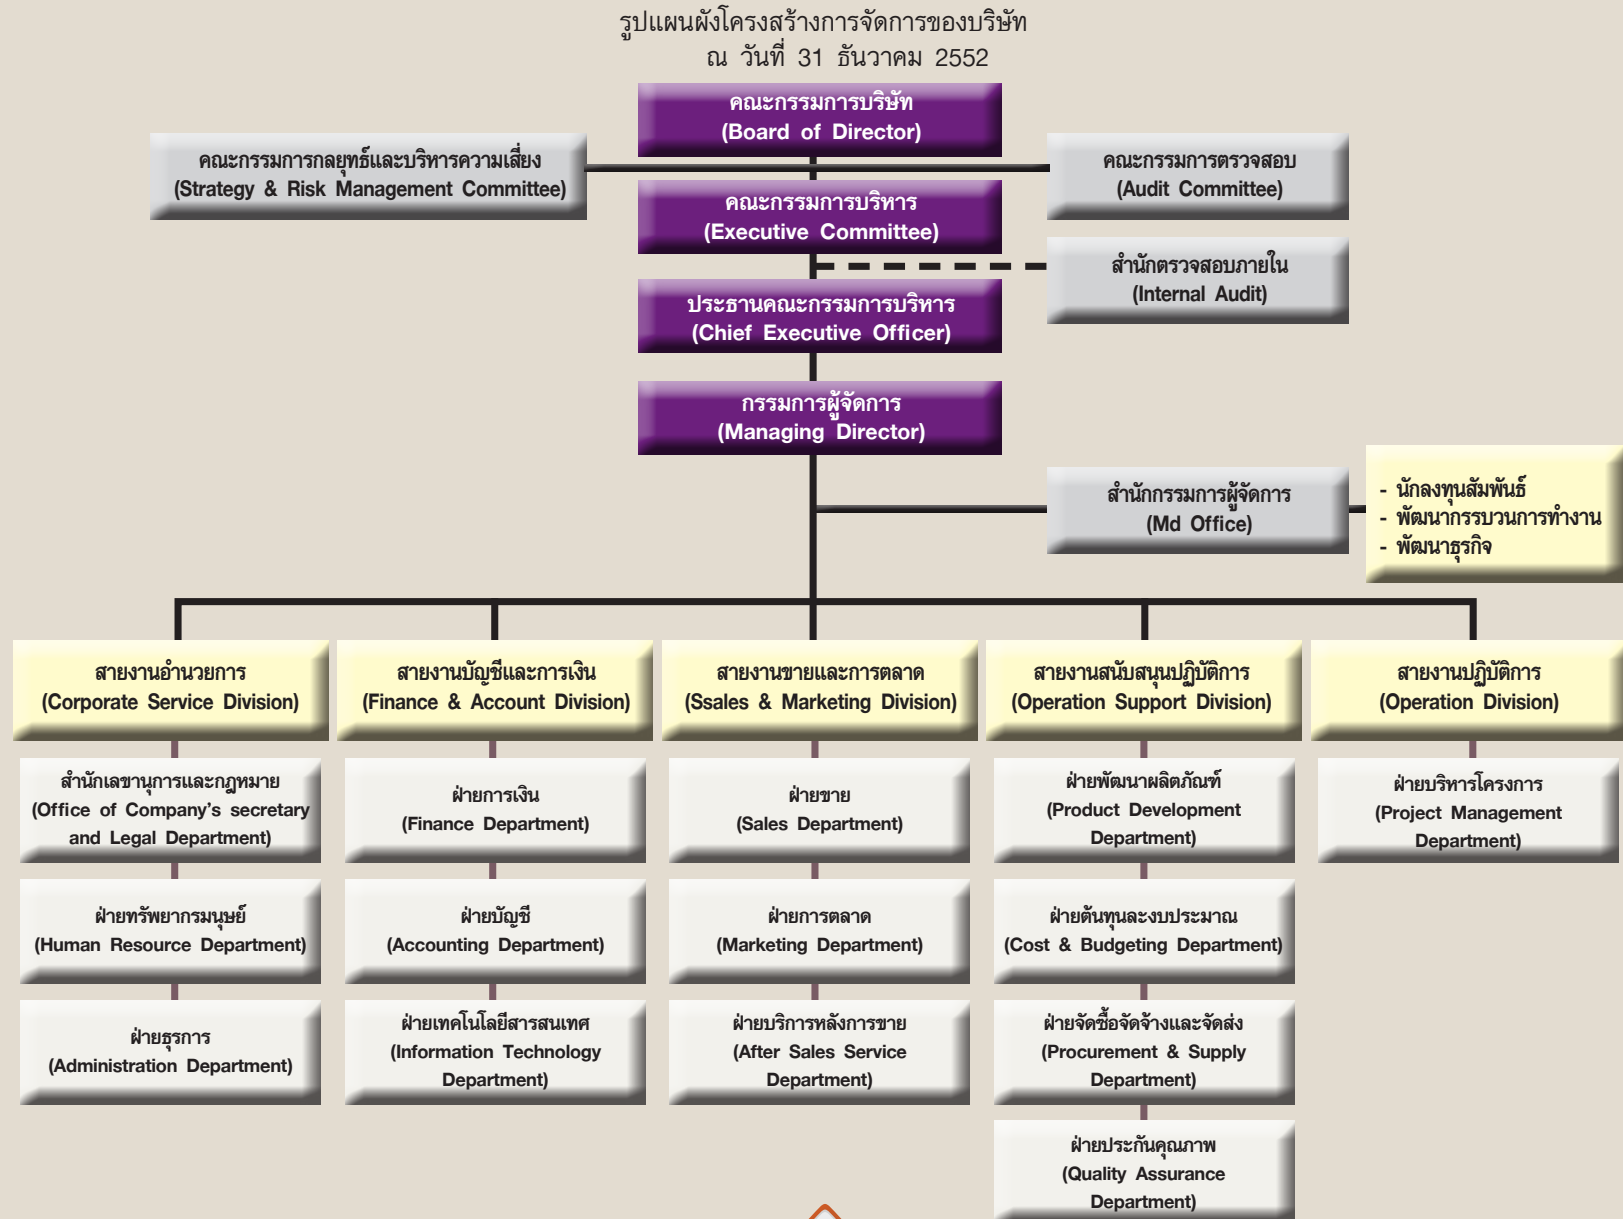 รูปแผนผังโครงสร้างการจัดการของบริษัท
ณ วันที่ 31 ธันวาคม 2552
คณะกรรมการบริษัท
(Board of Director)
คณะกรรมการกลยุทธ์และบริหารความเสี่ยง
(Strategy & Risk Management Committee)
คณะกรรมการตรวจสอบ
(Audit Committee)
คณะกรรมการบริหาร
(Executive Committee)
สำนักตรวจสอบภายใน
(Internal Audit)
ประธานคณะกรรมการบริหาร
(Chief Executive Officer)
กรรมการผู้จัดการ
(Managing Director)
สำนักกรรมการผู้จัดการ
(Md Office)
- นักลงทุนสัมพันธ์
- พัฒนากรรบวนการทำงาน
- พัฒนาธุรกิจ
สายงานอำนวยการ
(Corporate Service Division)
สายงานบัญชีและการเงิน
(Finance & Account Division)
สายงานขายและการตลาด
(Ssales & Marketing Division)
สายงานสนับสนุนปฏิบัติการ
(Operation Support Division)
สายงานปฏิบัติการ
(Operation Division)
สำนักเลขานุการและกฎหมาย
(Office of Company's secretary
and Legal Department)
ฝ่ายการเงิน
(Finance Department)
ฝ่ายขาย
(Sales Department)
ฝ่ายพัฒนาผลิตภัณฑ์
(Product Development
Department)
ฝ่ายบริหารโครงการ
(Project Management
Department)
ฝ่ายทรัพยากรมนุษย์
(Human Resource Department)
ฝ่ายบัญชี
(Accounting Department)
ฝ่ายการตลาด
(Marketing Department)
ฝ่ายต้นทุนละงบประมาณ
(Cost & Budgeting Department)
ฝ่ายธุรการ
(Administration Department)
ฝ่ายเทคโนโลยีสารสนเทศ
(Information Technology
Department)
ฝ่ายบริการหลังการขาย
(After Sales Service
Department)
ฝ่ายจัดซื้อจัดจ้างและจัดส่ง
(Procurement & Supply
Department)
ฝ่ายประกันคุณภาพ
(Quality Assurance
Department)